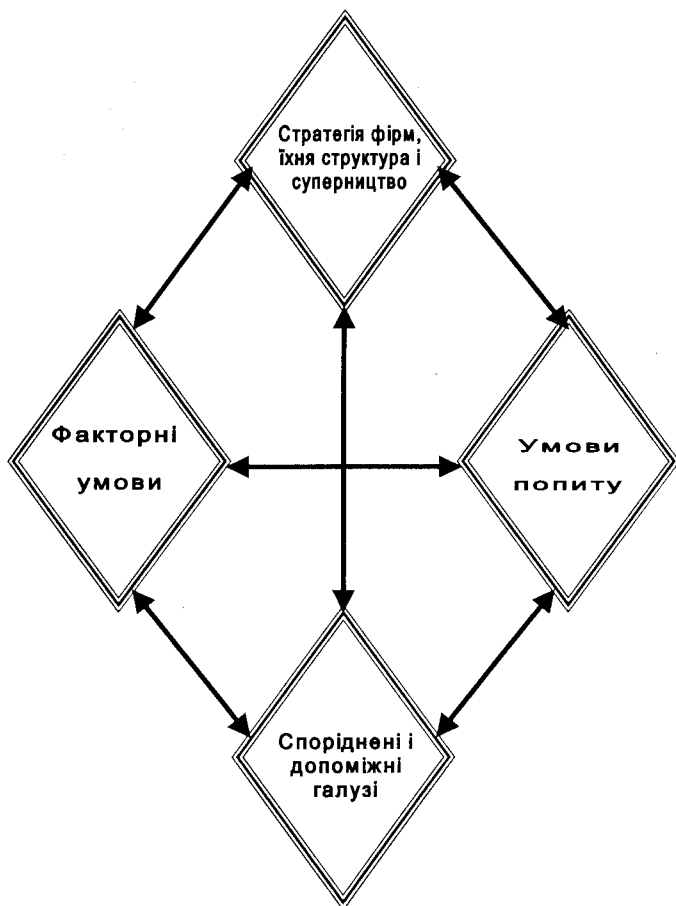 Стратегія фірм,
їхня структура і
суперництво
Факторні
умови
Умови
попиту
Споріднені і
допоміжні
галузі